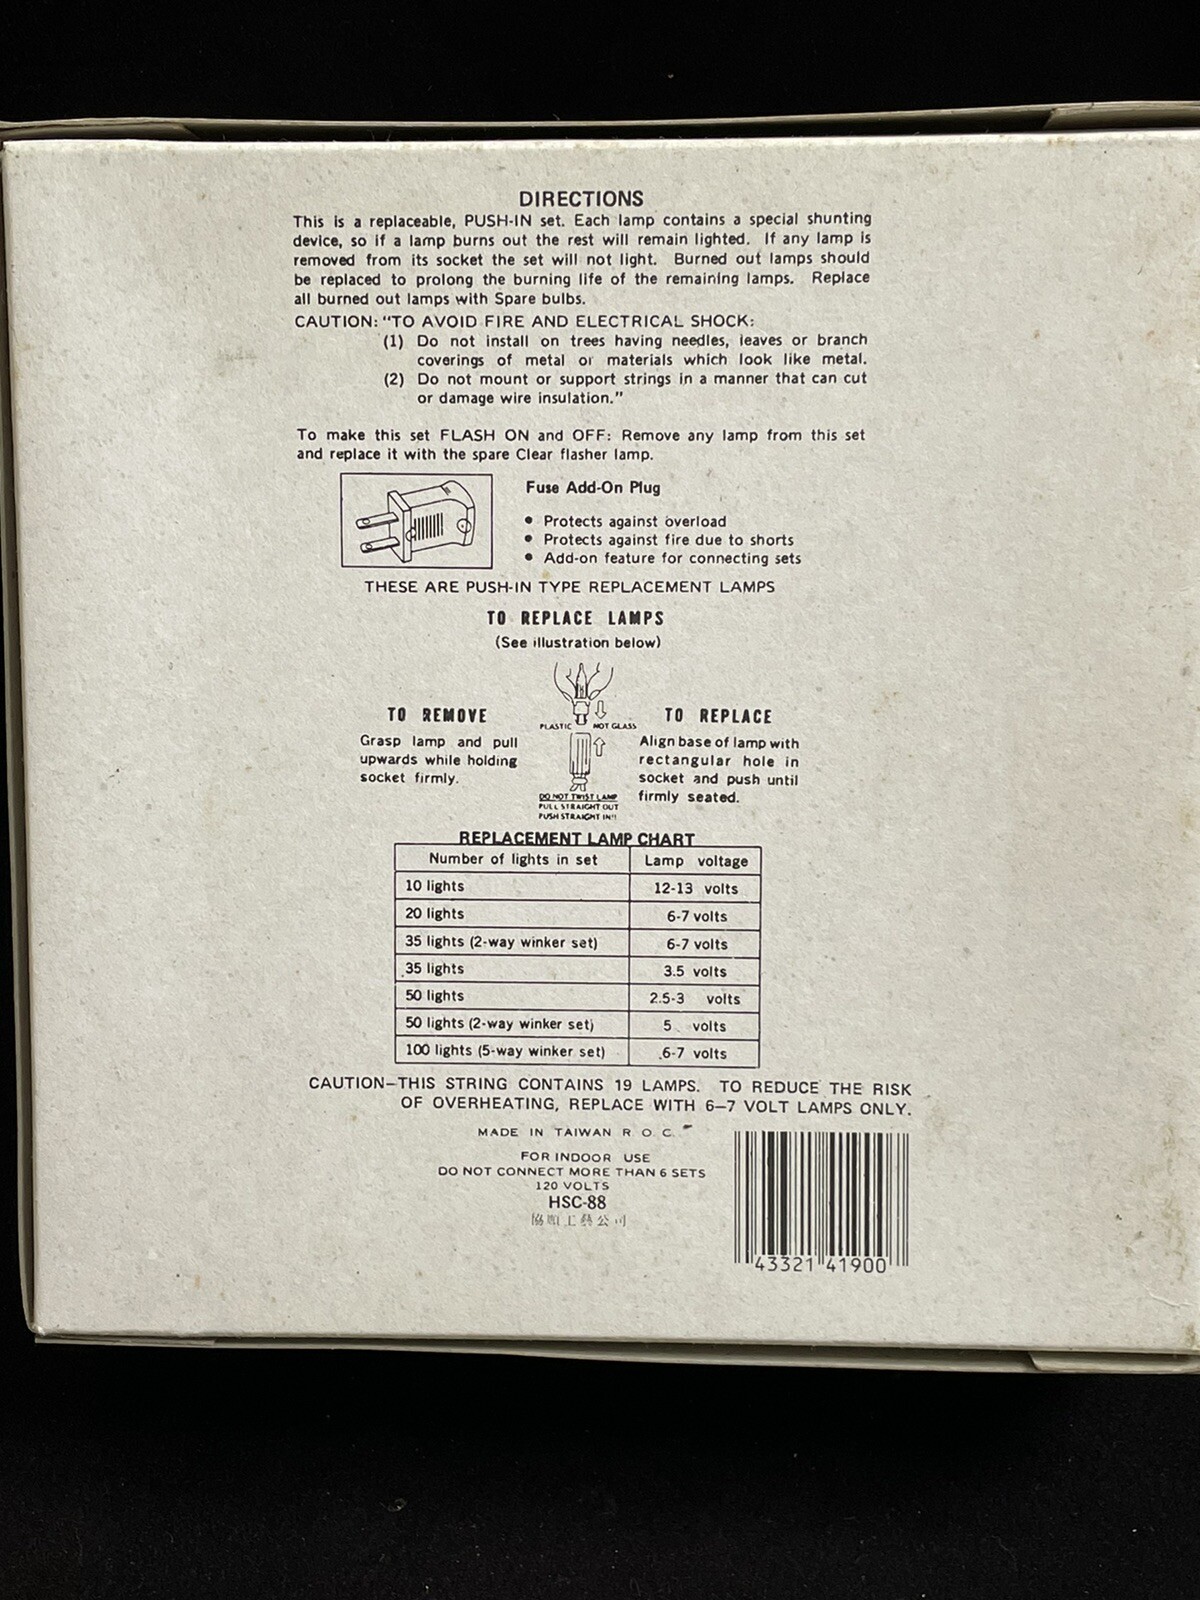 DIRECTIONS
This is a replaceable, PUSH-IN set. Each lamp contains a special shunting
device, so if a lamp burns out the rest will remain lighted. If any lamp is
removed from its socket the set will not light. Burned out lamps should
be replaced to prolong the burning life of the remaining lamps. Replace
all burned out lamps with Spare bulbs.
CAUTION: "TO AVOID FIRE AND ELECTRICAL SHOCK:
(1) Do not install on trees having needles, leaves or branch
coverings of metal or materials which look like metal.
(2) Do not mount or support strings in a manner that can cut
or damage wire insulation."
To make this set FLASH ON and OFF: Remove any lamp from this set
and replace it with the spare Clear flasher lamp.
Fuse Add-On Plug
• Protects against overload
• Protects against fire due to shorts
• Add-on feature for connecting sets
THESE ARE PUSH-IN TYPE REPLACEMENT LAMPS
TO REPLACE LAMPS
(See illustration below)
TO REMOVE
Grasp lamp and pull
upwards while holding
socket firmly.
PLASTIC NOT GLASS
DO NOT TWIST LAMP
PULL STRAIGHT OUT
PUSH STRAIGHT IN!!
TO REPLACE
Align base of lamp with
rectangular hole in
socket and push until
firmly seated.
REPLACEMENT LAMP CHART
Number of lights in set Lamp voltage
10 lights 12-13 volts
20 lights 6-7 volts
35 lights (2-way winker set) 6-7 volts
35 lights 3.5 volts
50 lights 2.5-3 volts
50 lights (2-way winker set) 5 volts
100 lights (5-way winker set) 6-7 volts
CAUTION–THIS STRING CONTAINS 19 LAMPS. TO REDUCE THE RISK
OF OVERHEATING, REPLACE WITH 6–7 VOLT LAMPS ONLY.
MADE IN TAIWAN R. O. C.
FOR INDOOR USE
DO NOT CONNECT MORE THAN 6 SETS
120 VOLTS
HSC-88
工藝公司
43321 41900